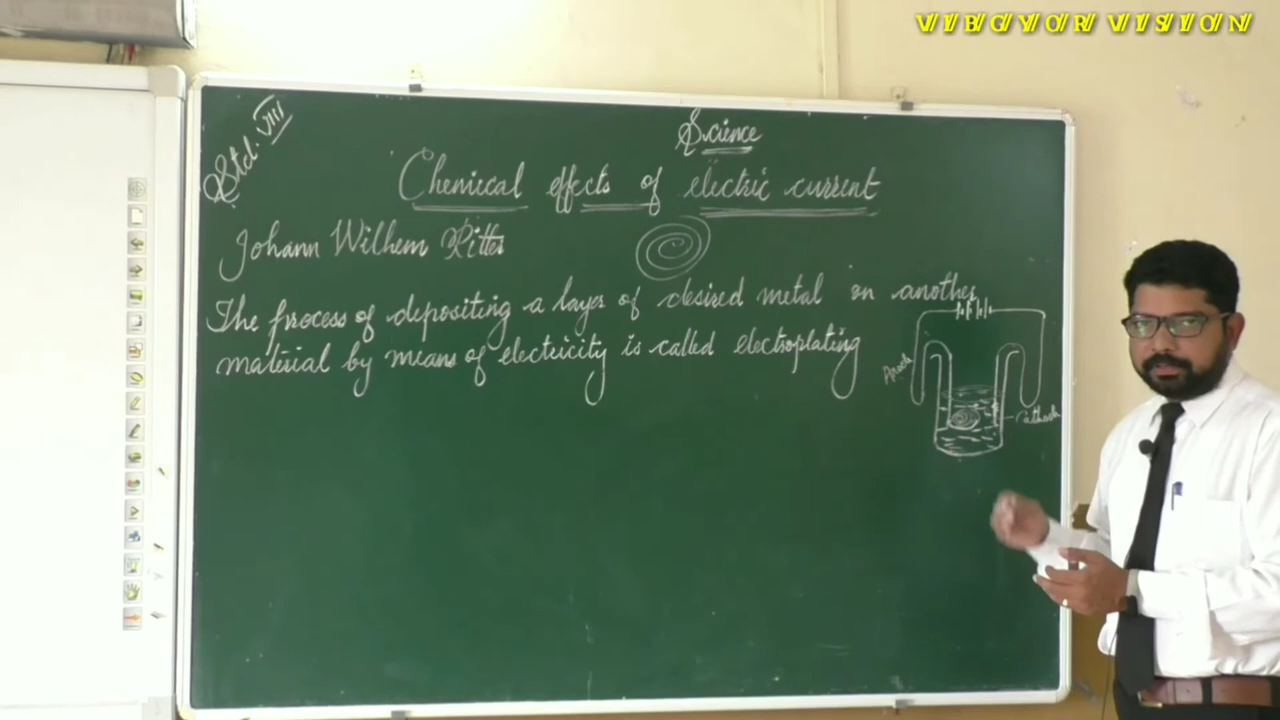 VIBGYOR VISION
Std. VIII
Science
Chemical effects of electric current
Johann Wilhem Ritter
The process of depositing a layer of desired metal on another
material by means of electricity is called electroplating
Anode
Cathode